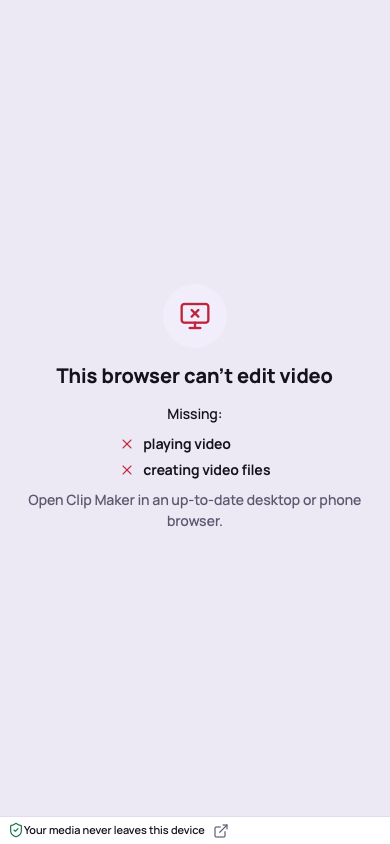 This browser can't edit video
Missing:
playing video
creating video files
Open Clip Maker in an up-to-date desktop or phone
browser.
Your media never leaves this device